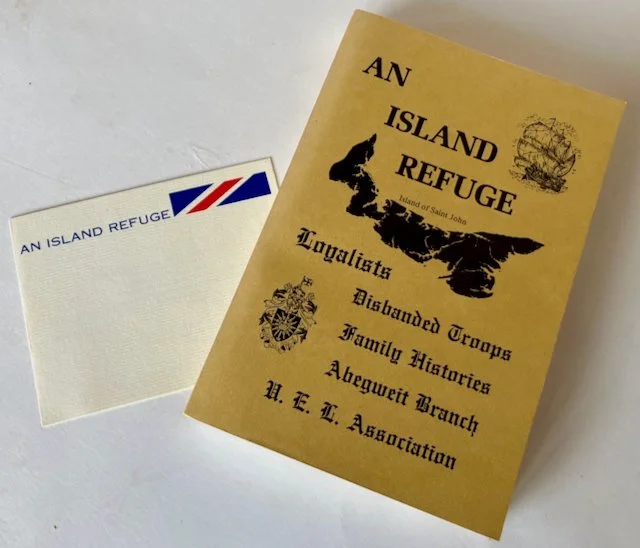 AN ISLAND REFUGE
AN
ISLAND
REFUGE
Island of Saint John
Loyalists
Disbanded Troops
Family Histories
Abegweit Branch
U. E. L. Association